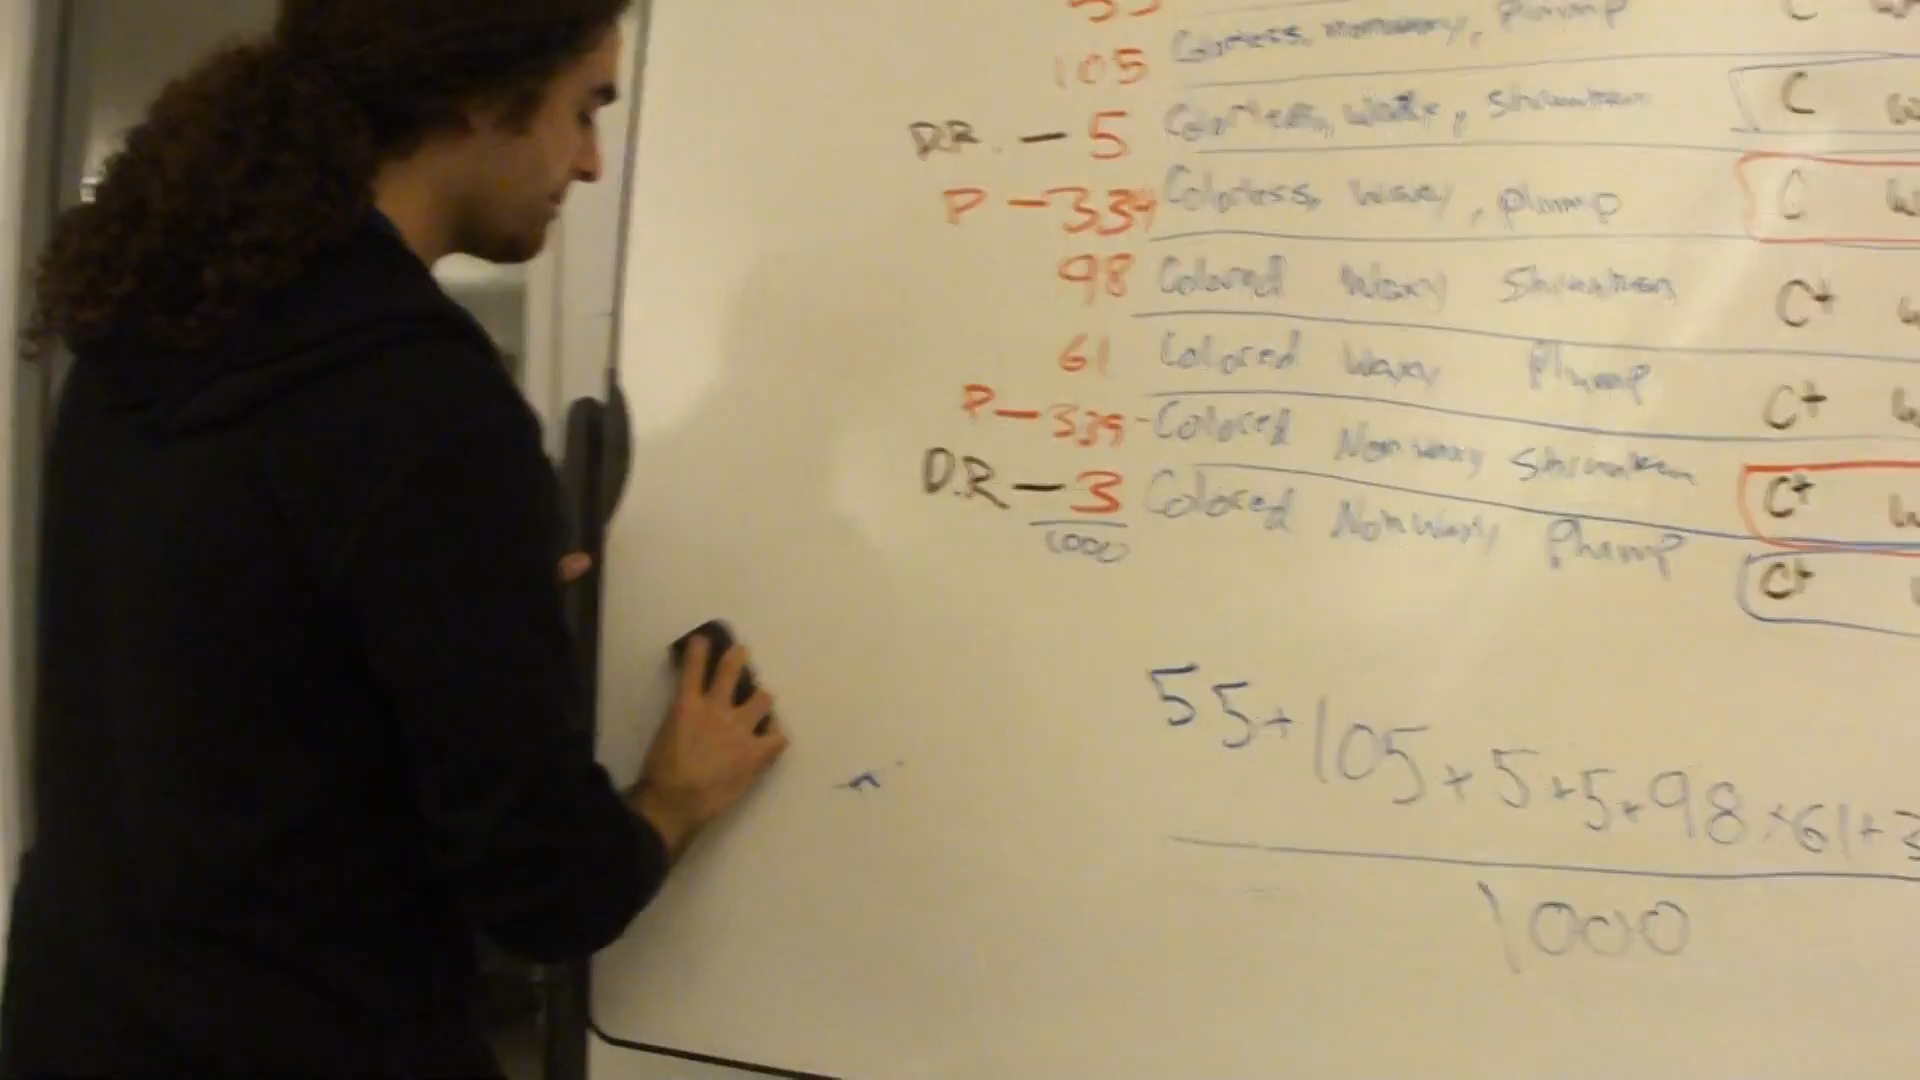 105 Colorless, nonwaxy, plump C
D.R. - 5 Colorless, waxy, shrunken C
P - 334 Colorless, waxy, plump C
98 Colored waxy Shrunken C+
61 Colored waxy Plump C+
P - 339 - Colored Nonwaxy Shrunken C+
D.R - 3 Colored Nonwaxy Plump C+
1000
55+105+5+5+98+61+3
1000